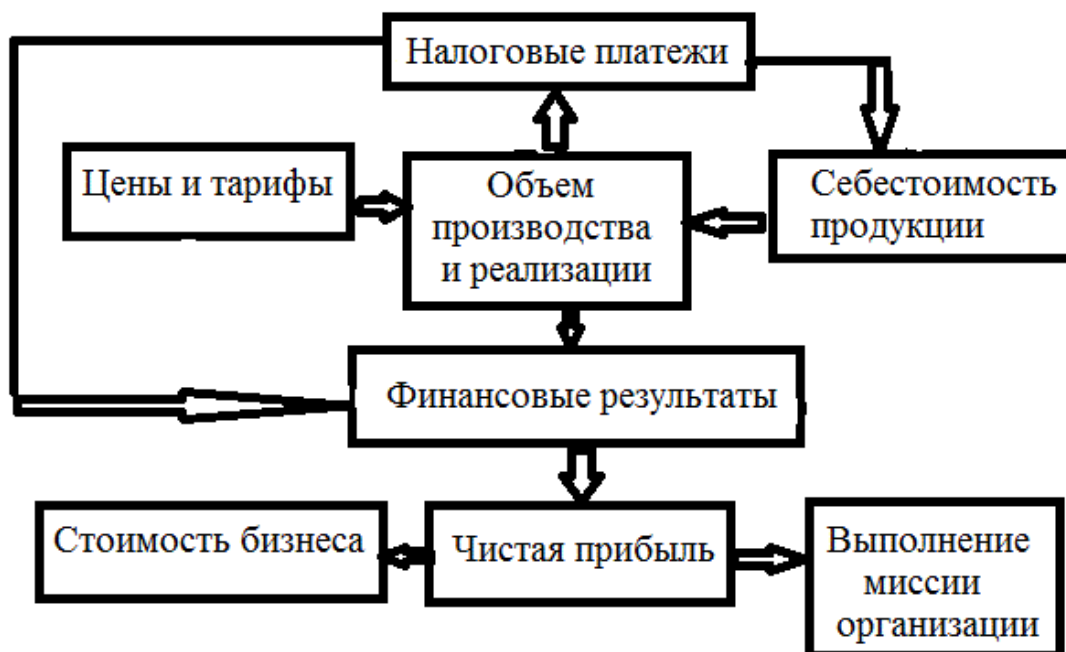 Налоговые платежи
Цены и тарифы
Объем
производства
и реализации
Себестоимость
продукции
Финансовые результаты
Стоимость бизнеса
Чистая прибыль
Выполнение
миссии
организации